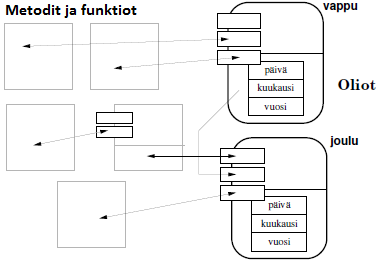 Metodit ja funktiot
vappu
päivä
kuukausi
vuosi
Oliot
joulu
päivä
kuukausi
vuosi